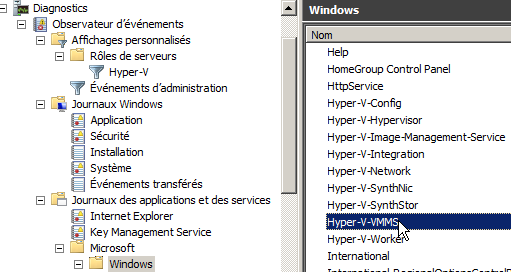 Diagnostics
Observateur d'événements
Affichages personnalisés
Rôles de serveurs
Hyper-V
Événements d'administration
Journaux Windows
Application
Sécurité
Installation
Système
Événements transférés
Journaux des applications et des services
Internet Explorer
Key Management Service
Microsoft
Windows
Windows
Nom
Help
HomeGroup Control Panel
HttpService
Hyper-V-Config
Hyper-V-Hypervisor
Hyper-V-Image-Management-Service
Hyper-V-Integration
Hyper-V-Network
Hyper-V-SynthNic
Hyper-V-SynthStor
Hyper-V-VMMS
Hyper-V-Worker
International
International-RegionalOptionsControl